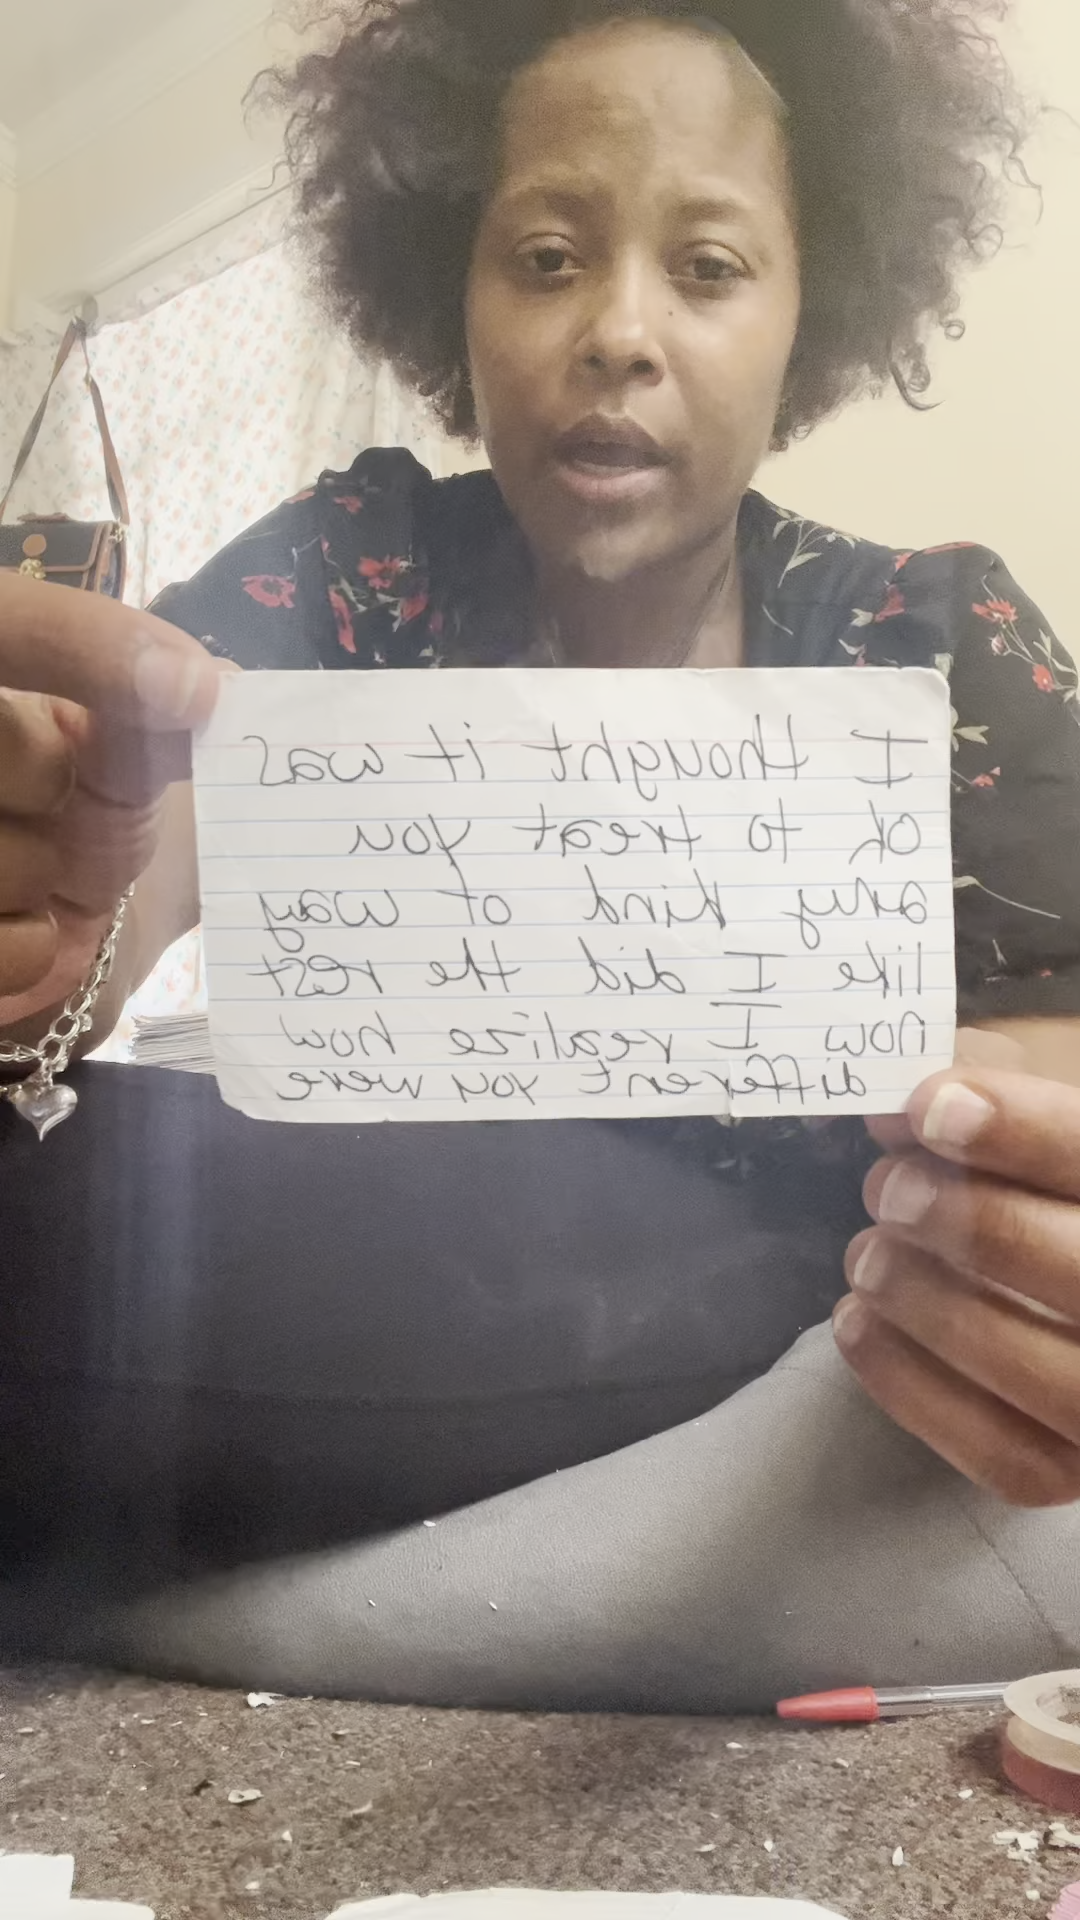 I thought it was
ok to treat you
any kind of way
like I did the rest
now I realize how
different you were